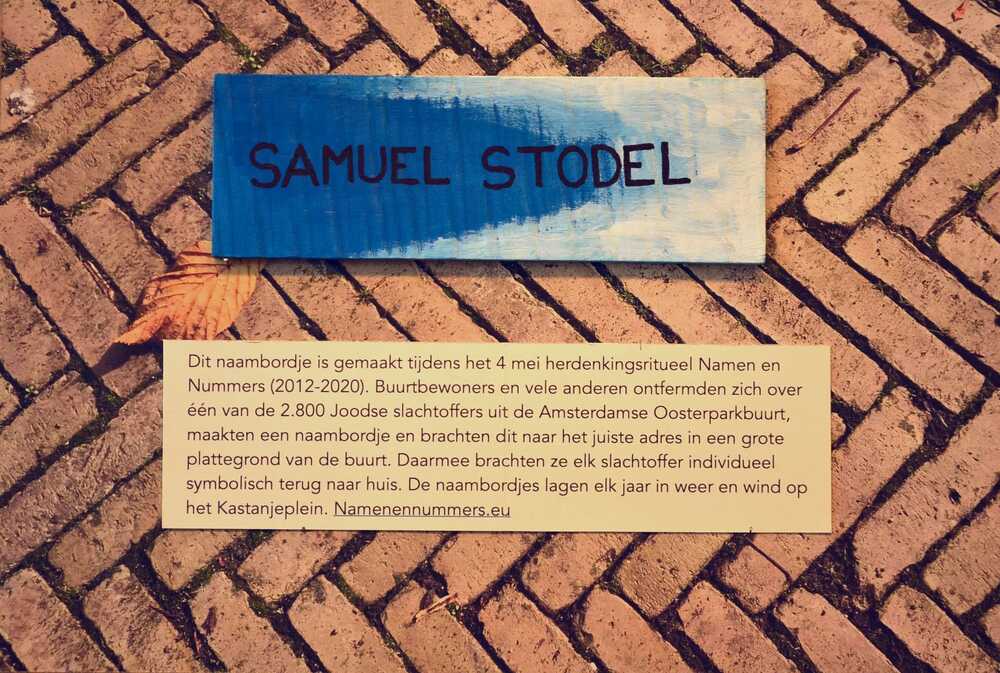 SAMUEL STODEL
Dit naambordje is gemaakt tijdens het 4 mei herdenkingsritueel Namen en
Nummers (2012-2020). Buurtbewoners en vele anderen ontfermden zich over
één van de 2.800 Joodse slachtoffers uit de Amsterdamse Oosterparkbuurt,
maakten een naambordje en brachten dit naar het juiste adres in een grote
plattegrond van de buurt. Daarmee brachten ze elk slachtoffer individueel
symbolisch terug naar huis. De naambordjes lagen elk jaar in weer en wind op
het Kastanjeplein. Namenennummers.eu